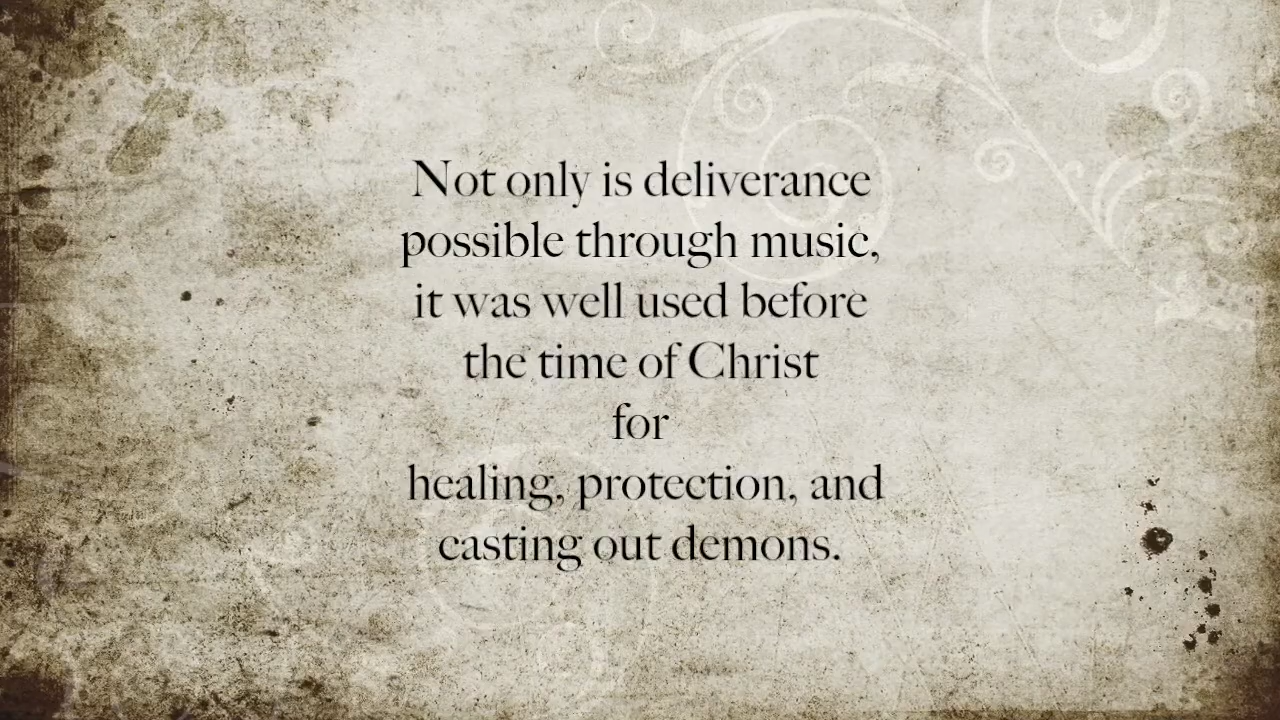 Not only is deliverance
possible through music,
it was well used before
the time of Christ
for
healing, protection, and
casting out demons.